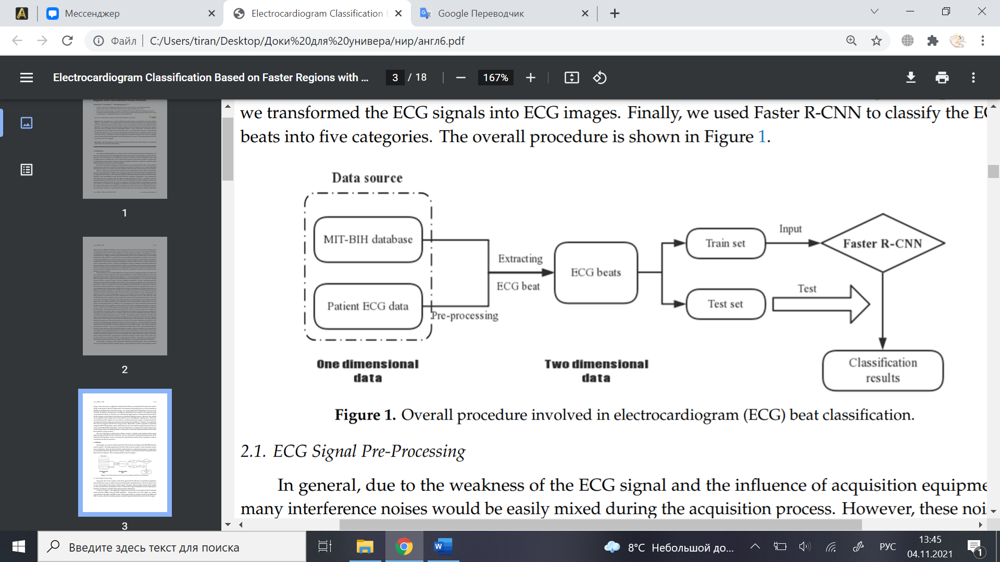 Мессенджер
Electrocardiogram Classification
Google Переводчик
Файл
C:/Users/tiran/Desktop/Доки%20для%20универа/нир/англ6.pdf
Electrocardiogram Classification Based on Faster Regions with ...
3 / 18
167%
1
2
3
we transformed the ECG signals into ECG images. Finally, we used Faster R-CNN to classify the
beats into five categories. The overall procedure is shown in Figure 1.
Data source
MIT-BIH database
Patient ECG data
Pre-processing
Extracting
ECG beat
ECG beats
Train set
Input
Faster R-CNN
Test set
Test
Classification
results
One dimensional
data
Two dimensional
data
Figure 1. Overall procedure involved in electrocardiogram (ECG) beat classification.
2.1. ECG Signal Pre-Processing
In general, due to the weakness of the ECG signal and the influence of acquisition equipme
many interference noises would be easily mixed during the acquisition process. However, these noi
Введите здесь текст для поиска
W
8°C Небольшой до...
РУС
13:45
04.11.2021
1